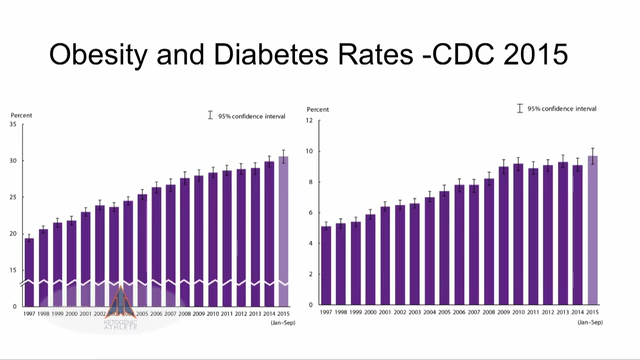 Obesity and Diabetes Rates -CDC 2015
Percent
95% confidence interval
35
30
25
20
15
0
1997 1998 1999 2000 2001 2002 2003 2004 2005 2006 2007 2008 2009 2010 2011 2012 2013 2014 2015
(Jan–Sep)
KETOGENIC
ATHLETE
Percent
95% confidence interval
12
10
8
6
4
2
0
1997 1998 1999 2000 2001 2002 2003 2004 2005 2006 2007 2008 2009 2010 2011 2012 2013 2014 2015
(Jan–Sep)